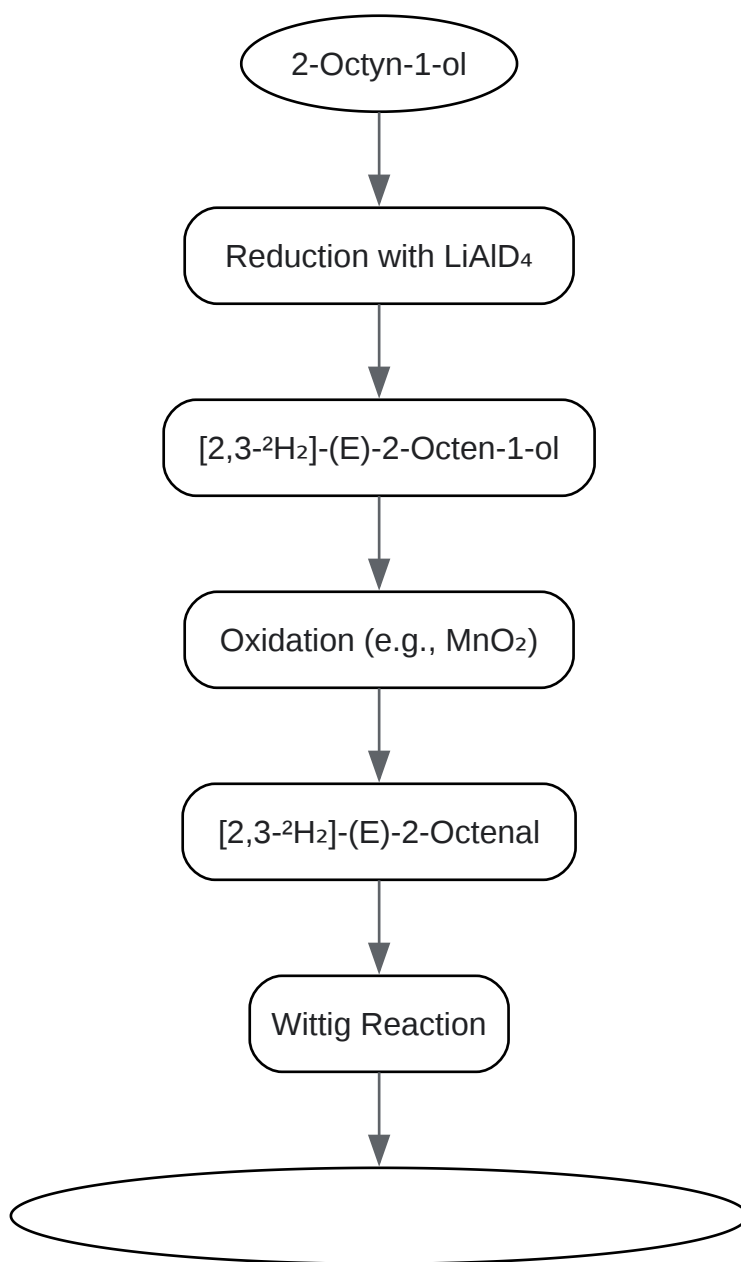 2-Octyn-1-ol
Reduction with LiAlD₄
[2,3-²H₂]-(E)-2-Octen-1-ol
Oxidation (e.g., MnO₂)
[2,3-²H₂]-(E)-2-Octenal
Wittig Reaction